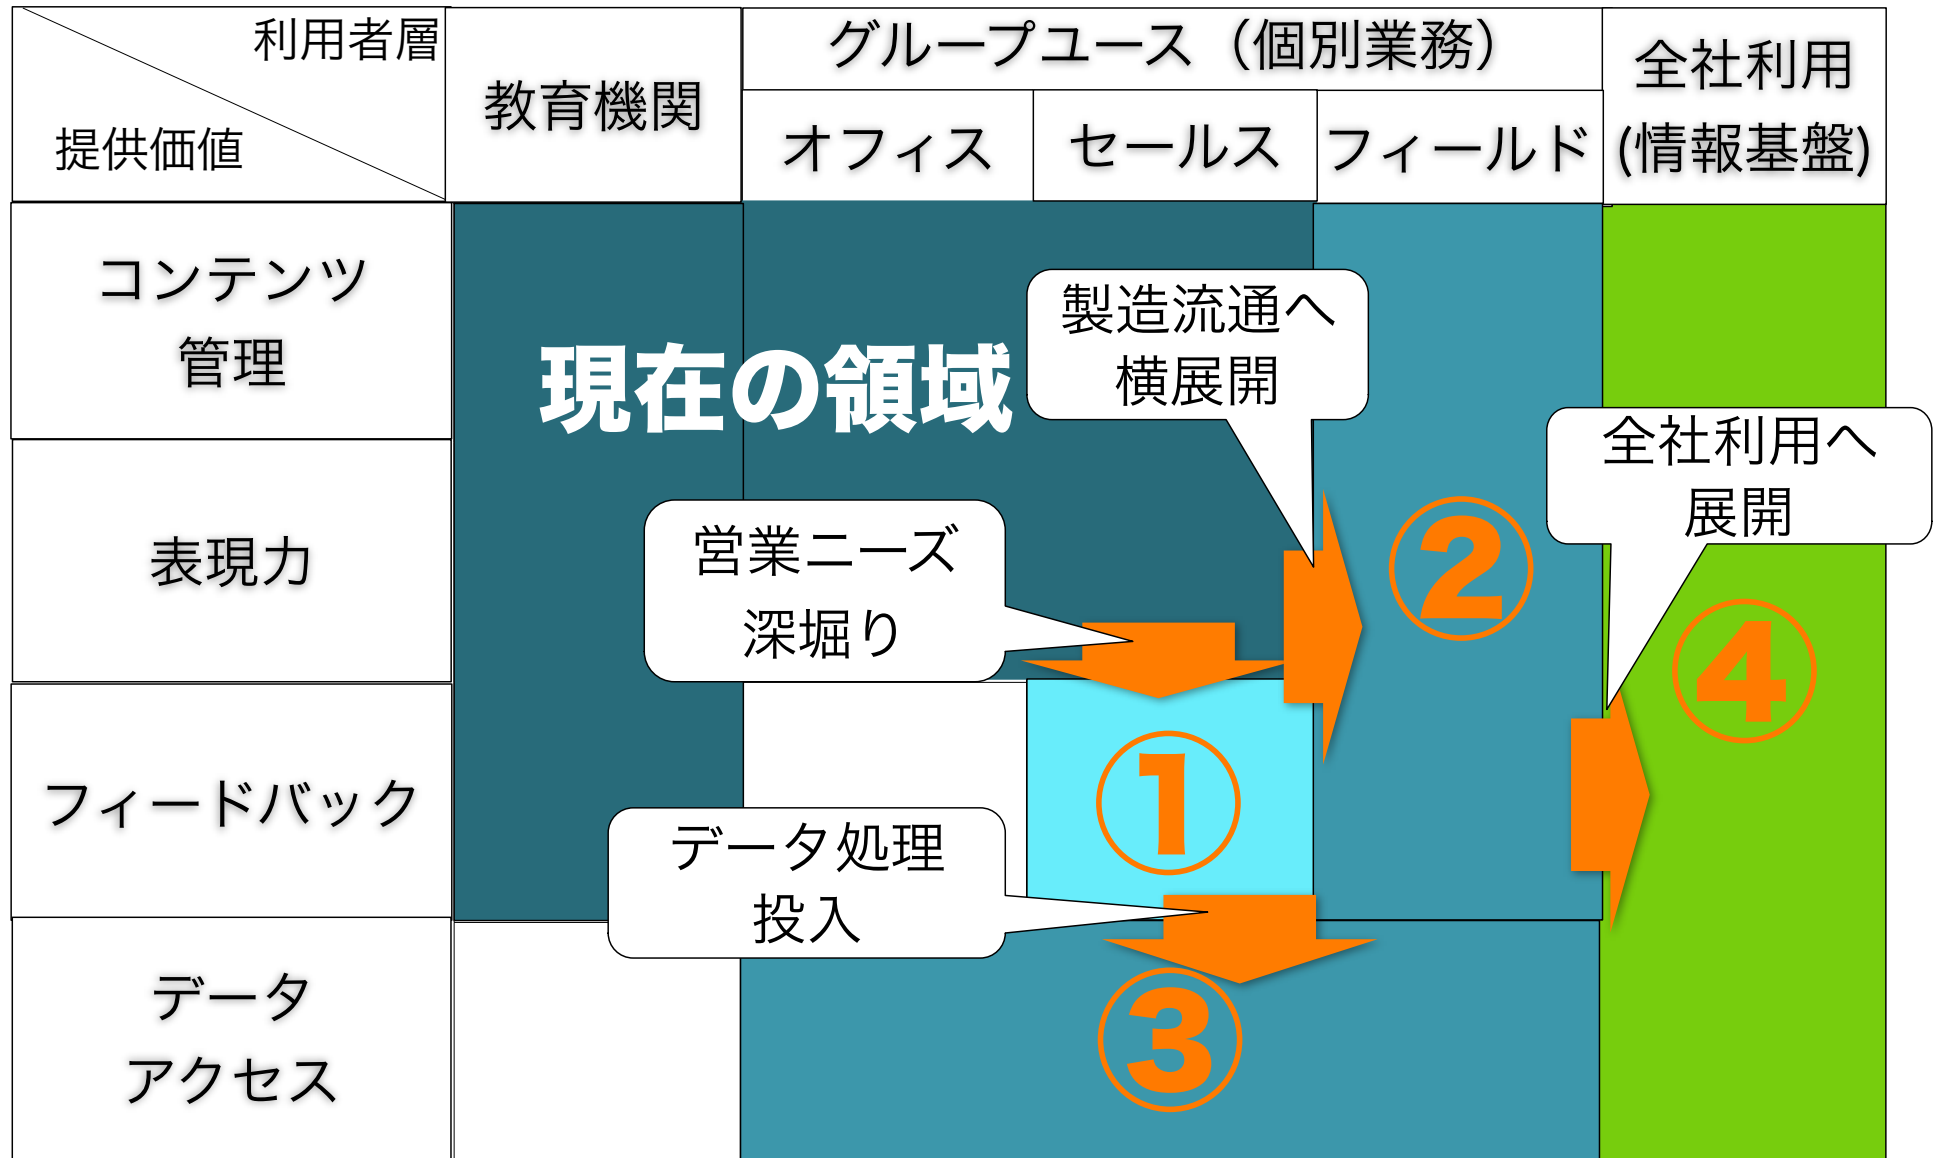 利用者層
提供価値
教育機関
グループユース（個別業務）
オフィス
セールス
フィールド
全社利用
(情報基盤)
コンテンツ
管理
表現力
フィードバック
データ
アクセス
現在の領域
製造流通へ
横展開
全社利用へ
展開
営業ニーズ
深堀り
データ処理
投入
①
②
③
④